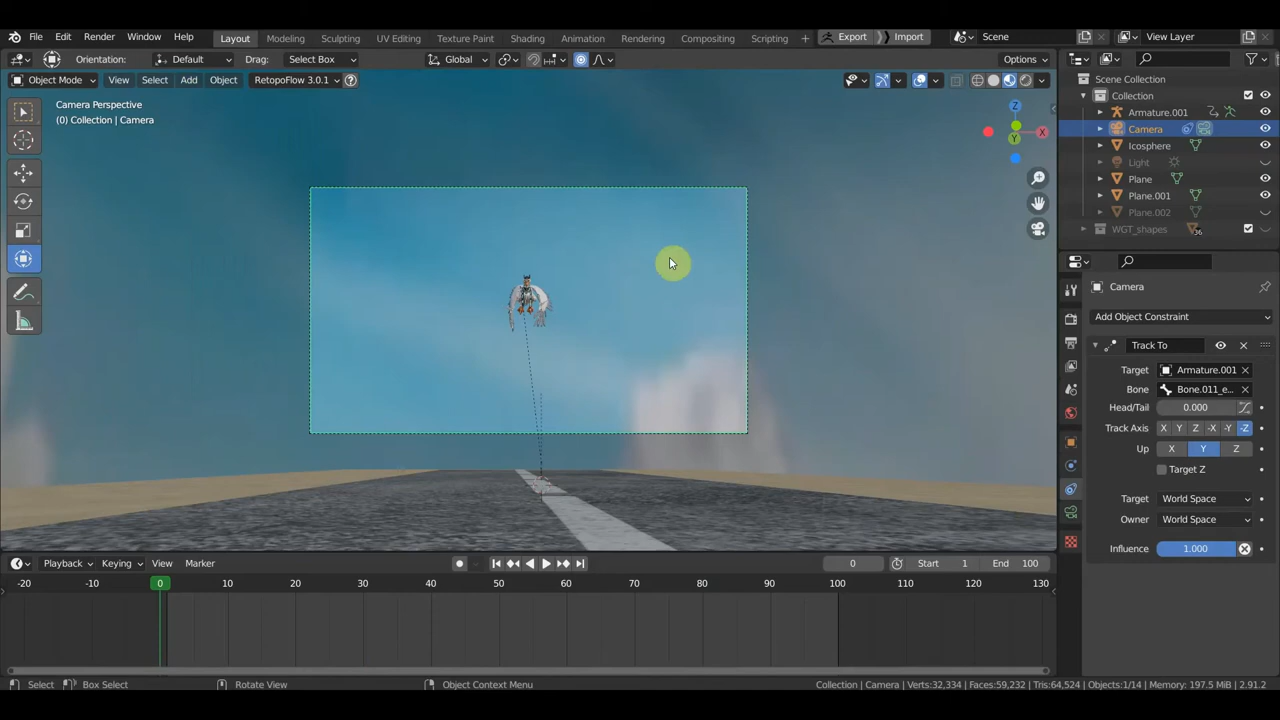 File Edit Render Window Help Layout Modeling Sculpting UV Editing Texture Paint Shading Animation Rendering Compositing Scripting + Export Import Scene View Layer
Orientation: Default Drag: Select Box Global Options
Object Mode View Select Add Object RetopoFlow 3.0.1
Camera Perspective
(0) Collection | Camera
Z
X
Y
Scene Collection
Collection
Armature.001
Camera
Icosphere
Light
Plane
Plane.001
Plane.002
WGT_shapes 36
Camera
Add Object Constraint
Track To
Target Armature.001
Bone Bone.011_e...
Head/Tail 0.000
Track Axis X Y Z -X -Y -Z
Up X Y Z
Target Z
Target World Space
Owner World Space
Influence 1.000
Playback Keying View Marker 0 Start 1 End 100
-20 -10 0 10 20 30 40 50 60 70 80 90 100 110 120 130
Select Box Select Rotate View Object Context Menu Collection | Camera | Verts:32,334 | Faces:59,232 | Tris:64,524 | Objects:1/14 | Memory: 197.5 MiB | 2.91.2